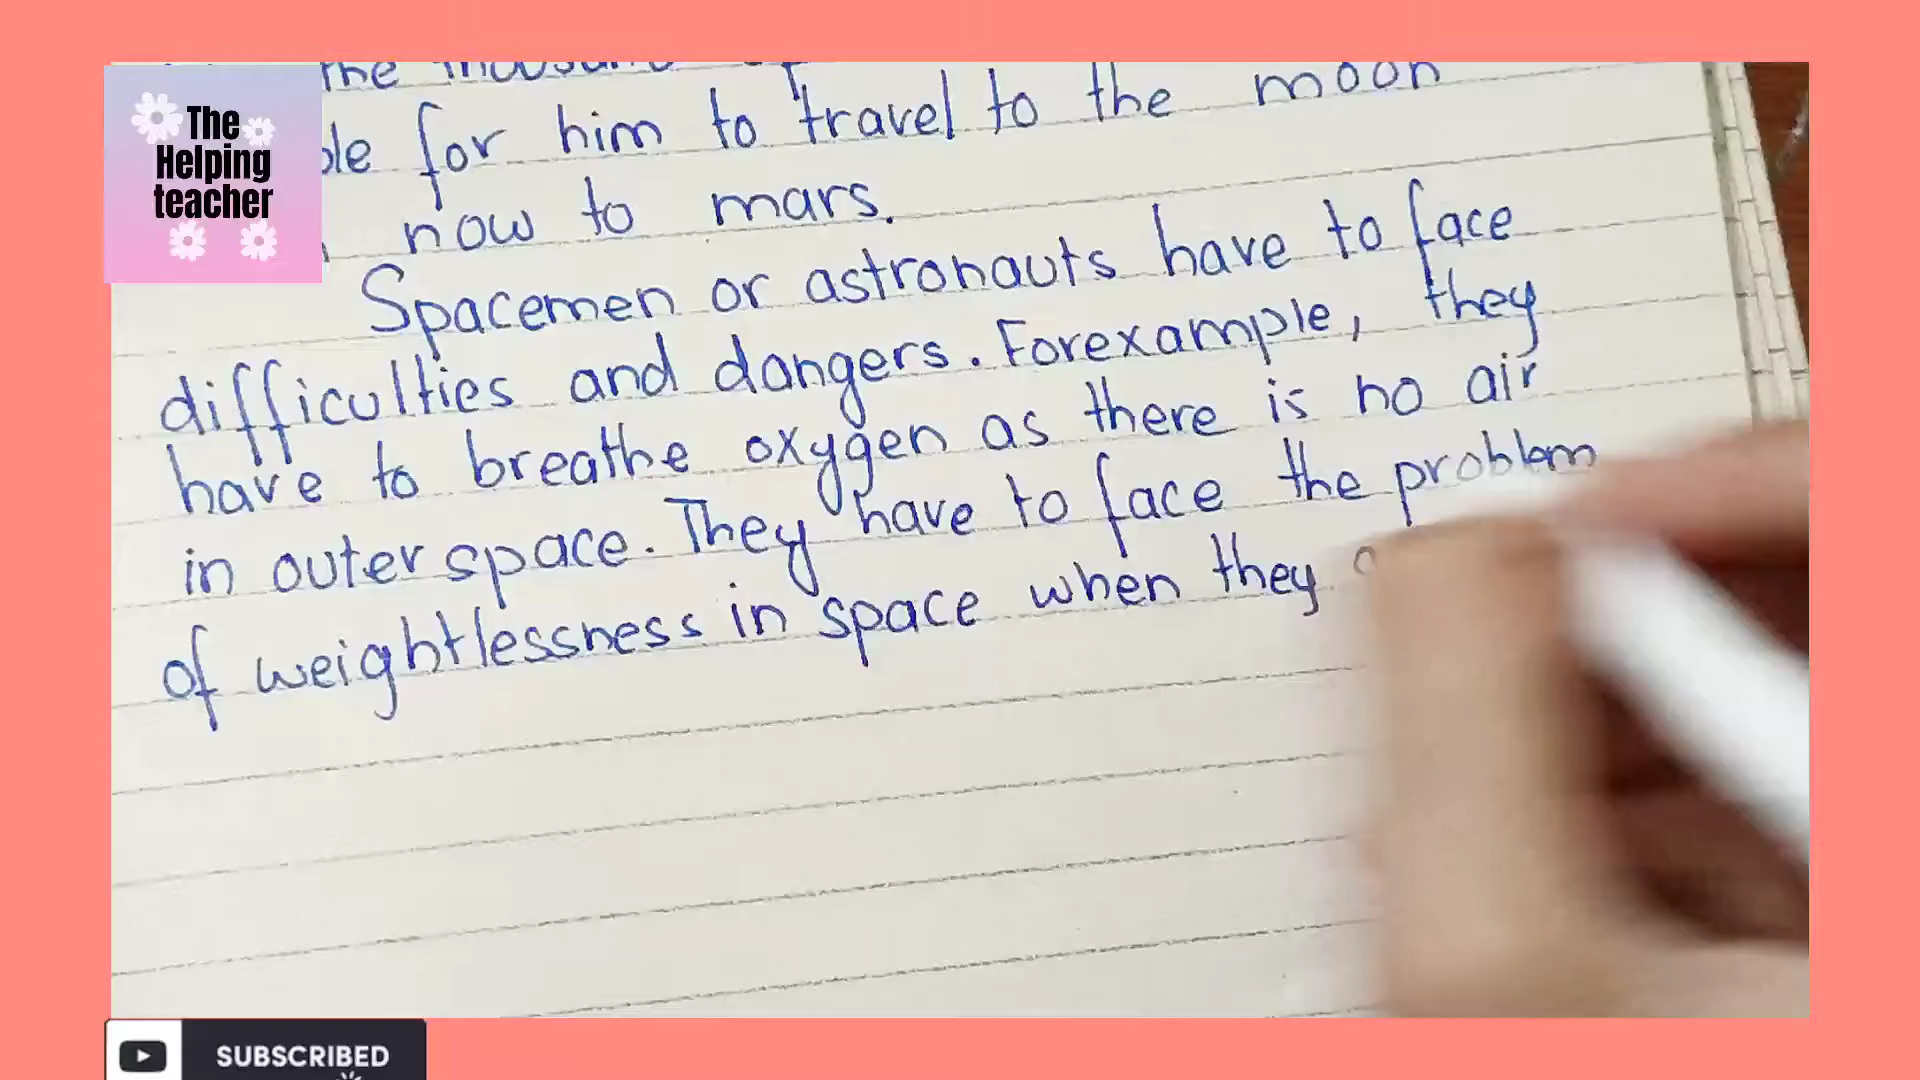 The
Helping
teacher
the thousand
for him to travel to the moon
now to mars.
Spacemen or astronauts have to face
difficulties and dangers. Forexample, they
have to breathe oxygen as there is no air
in outer space. They have to face the problem
of weightlessness in space when they
SUBSCRIBED